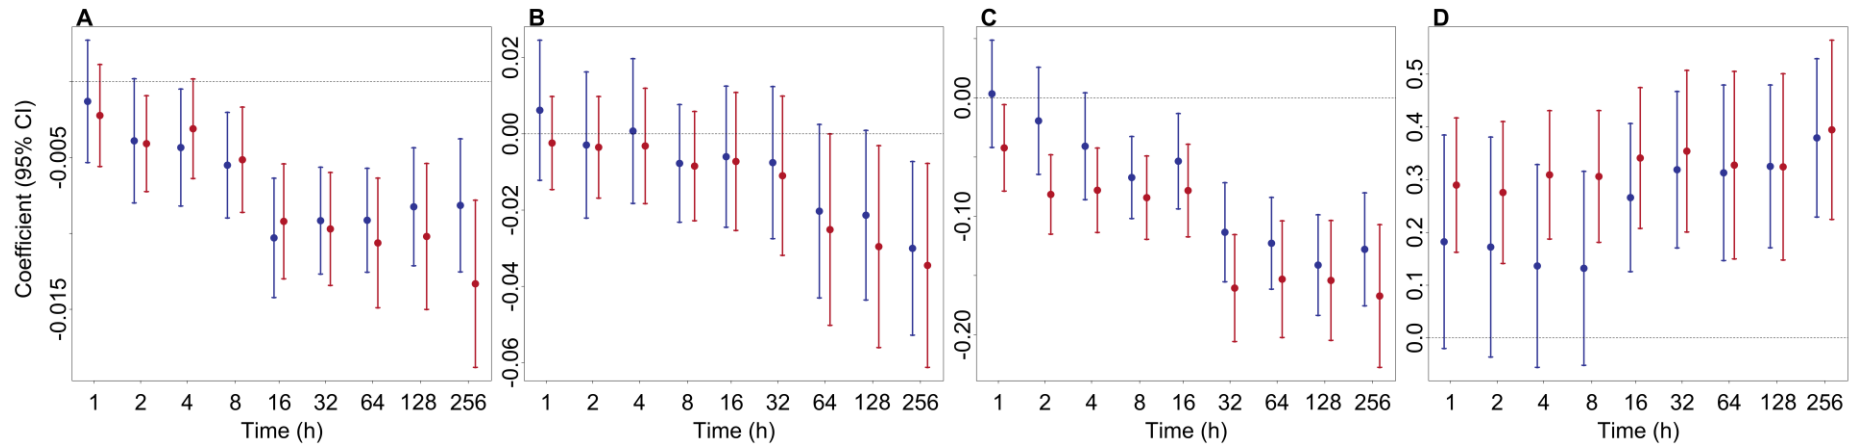 A
B
C
D
Coefficient (95% CI)
-0.005
-0.015
1 2 4 8 16 32 64 128 256
Time (h)
0.02
0.00
-0.02
-0.04
-0.06
1 2 4 8 16 32 64 128 256
Time (h)
0.00
-0.10
-0.20
1 2 4 8 16 32 64 128 256
Time (h)
0.5
0.4
0.3
0.2
0.1
0.0
1 2 4 8 16 32 64 128 256
Time (h)